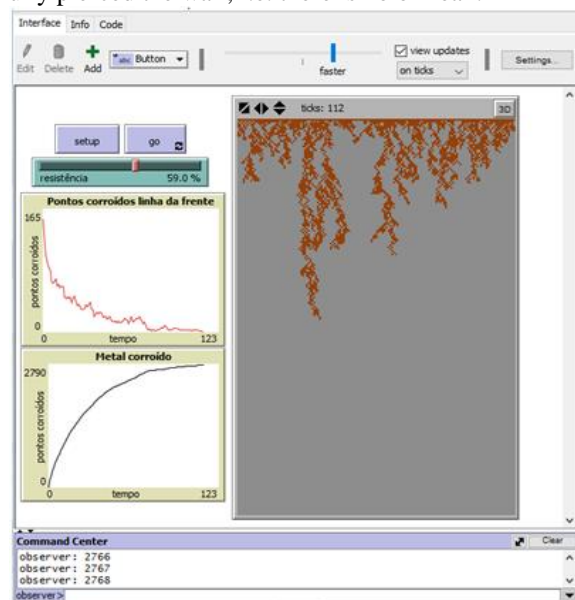 Interface Info Code
Edit Delete Add abc Button faster view updates on ticks Settings...
ticks: 112 3D
setup go
resistência 59.0 %
Pontos corroídos linha da frente
165
pontos corroídos
0
0 tempo 123
Metal corroído
2790
pontos corroídos
0
0 tempo 123
Command Center Clear
observer: 2766
observer: 2767
observer: 2768
observer>